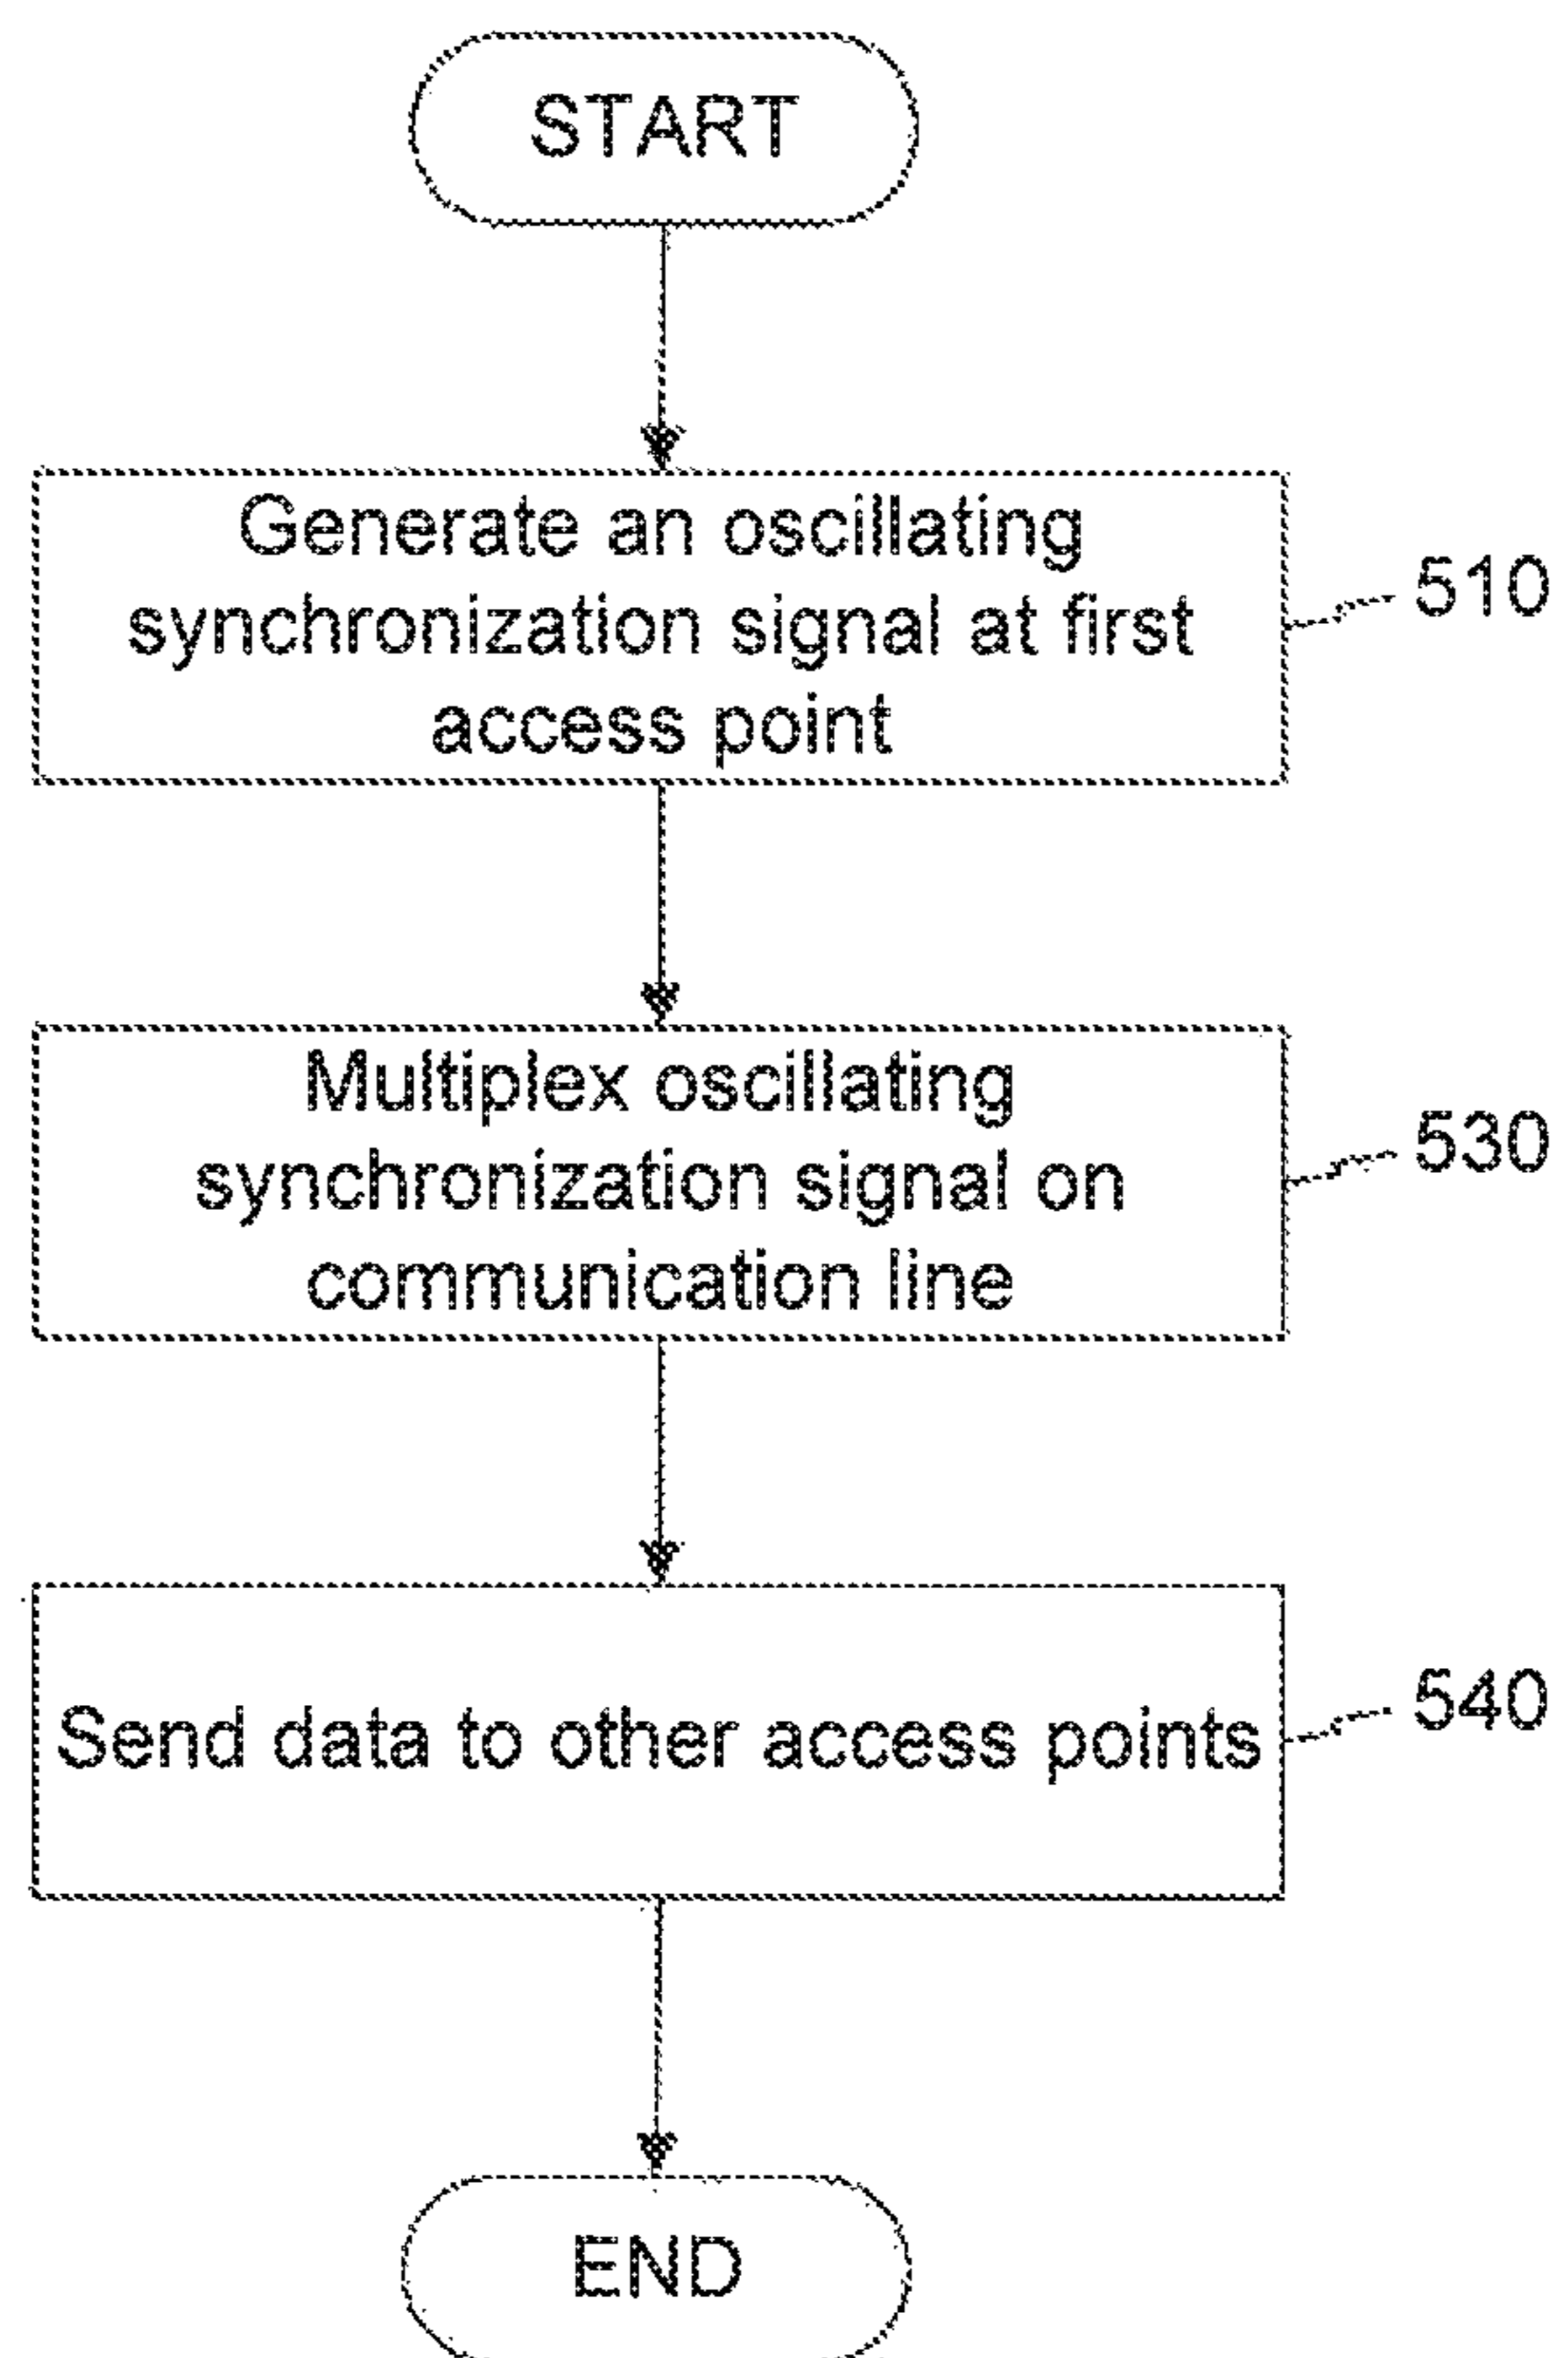 START
Generate an oscillating
synchronization signal at first
access point
510
Multiplex oscillating
synchronization signal on
communication line
530
Send data to other access points
540
END